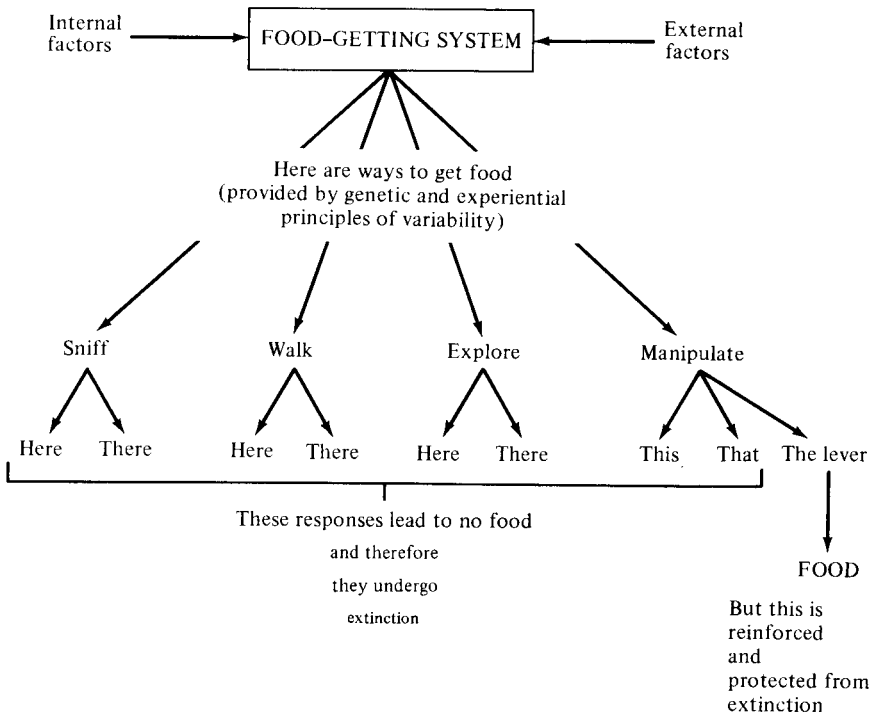 Internal
factors
FOOD-GETTING SYSTEM
External
factors
Here are ways to get food
(provided by genetic and experiential
principles of variability)
Sniff
Walk
Explore
Manipulate
Here
There
Here
There
Here
There
This
That
The lever
These responses lead to no food
and therefore
they undergo
extinction
FOOD
But this is
reinforced
and
protected from
extinction